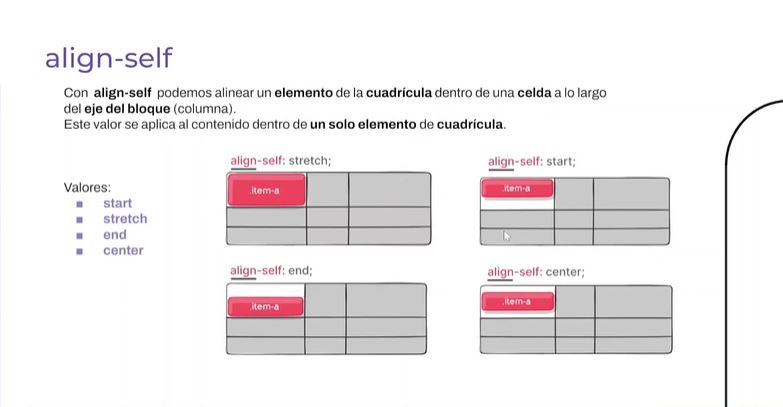 align-self
Con align-self podemos alinear un elemento de la cuadrícula dentro de una celda a lo largo
del eje del bloque (columna).
Este valor se aplica al contenido dentro de un solo elemento de cuadrícula.
Valores:
start
stretch
end
center
align-self: stretch;
.item-a
align-self: start;
.item-a
align-self: end;
.item-a
align-self: center;
.item-a